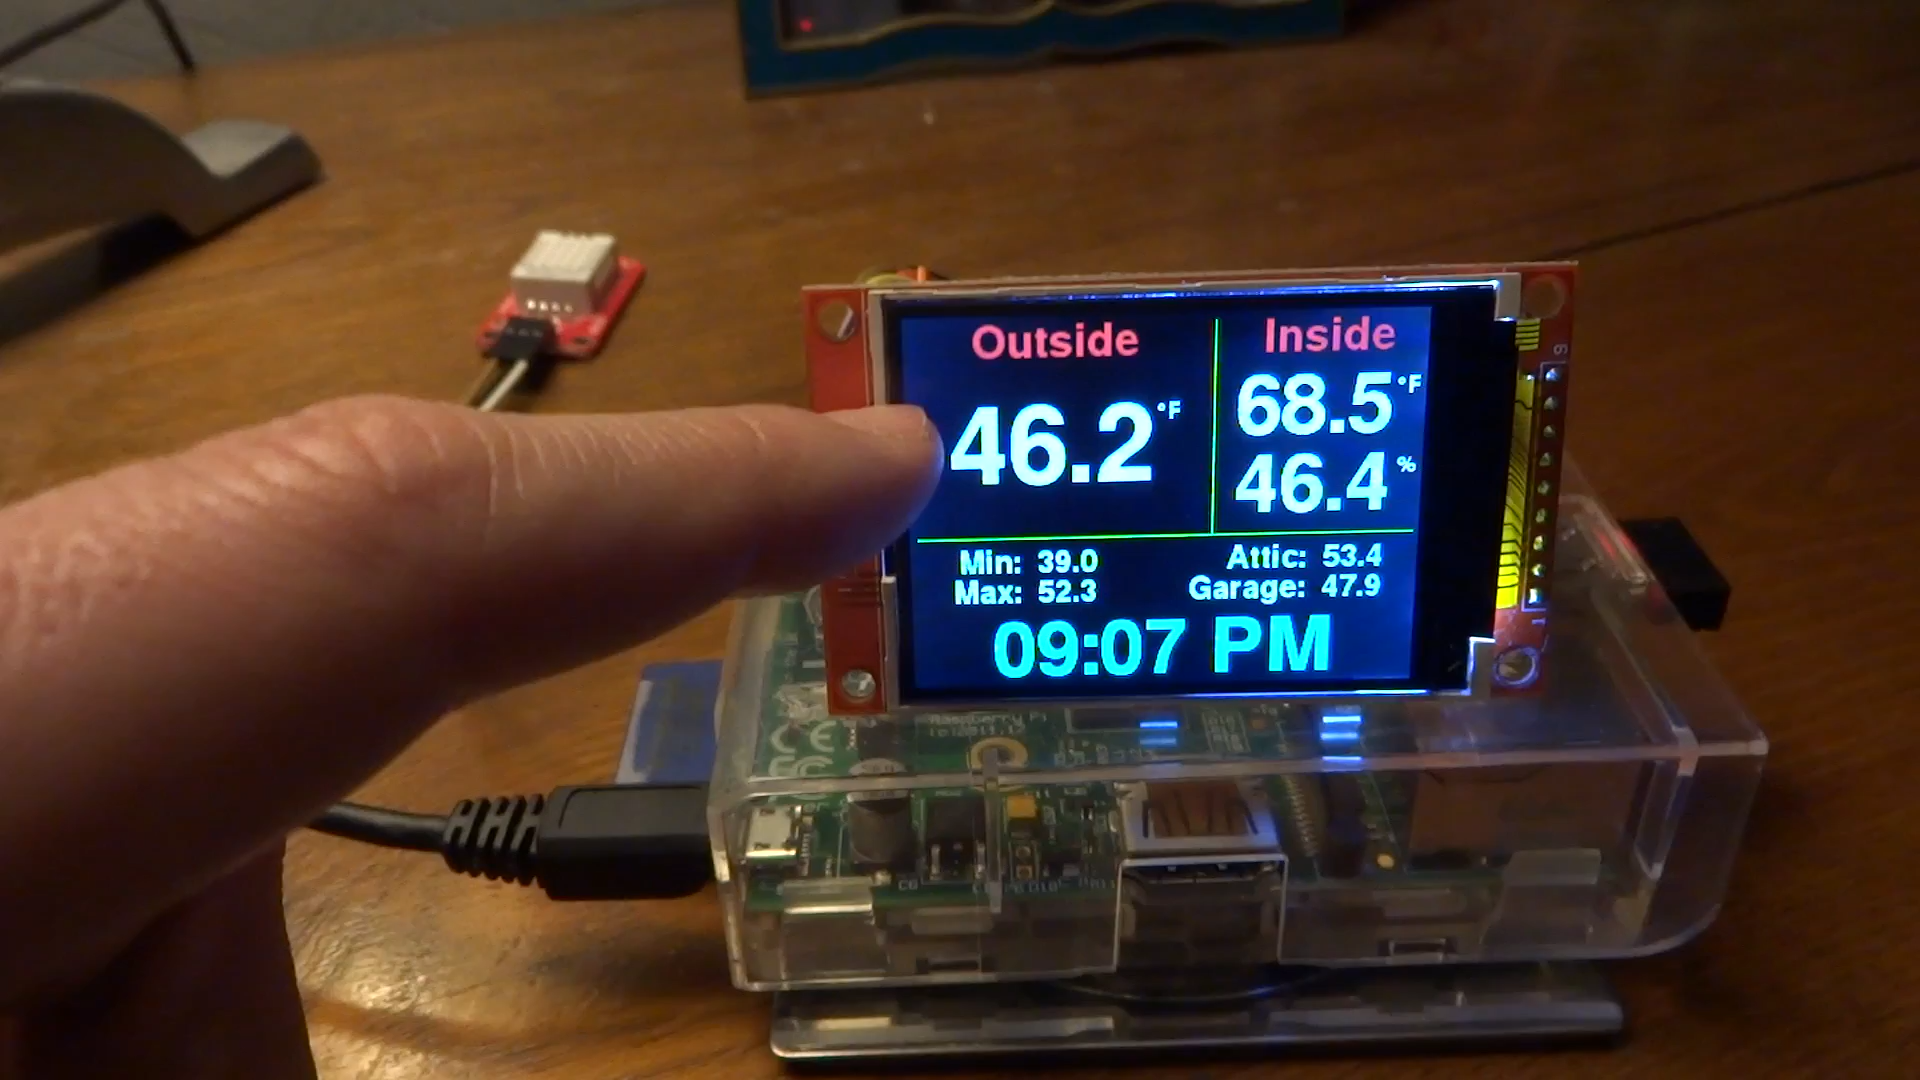 Outside
46.2 °F
Inside
68.5 °F
46.4 %
Min: 39.0
Max: 52.3
Attic: 53.4
Garage: 47.9
09:07 PM
Raspberry Pi
C6